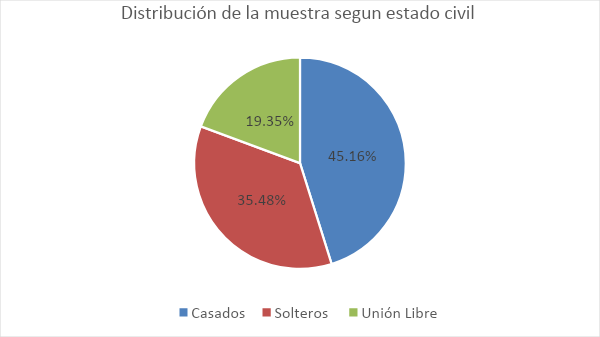 Distribución de la muestra segun estado civil
19.35%
45.16%
35.48%
Casados Solteros Unión Libre